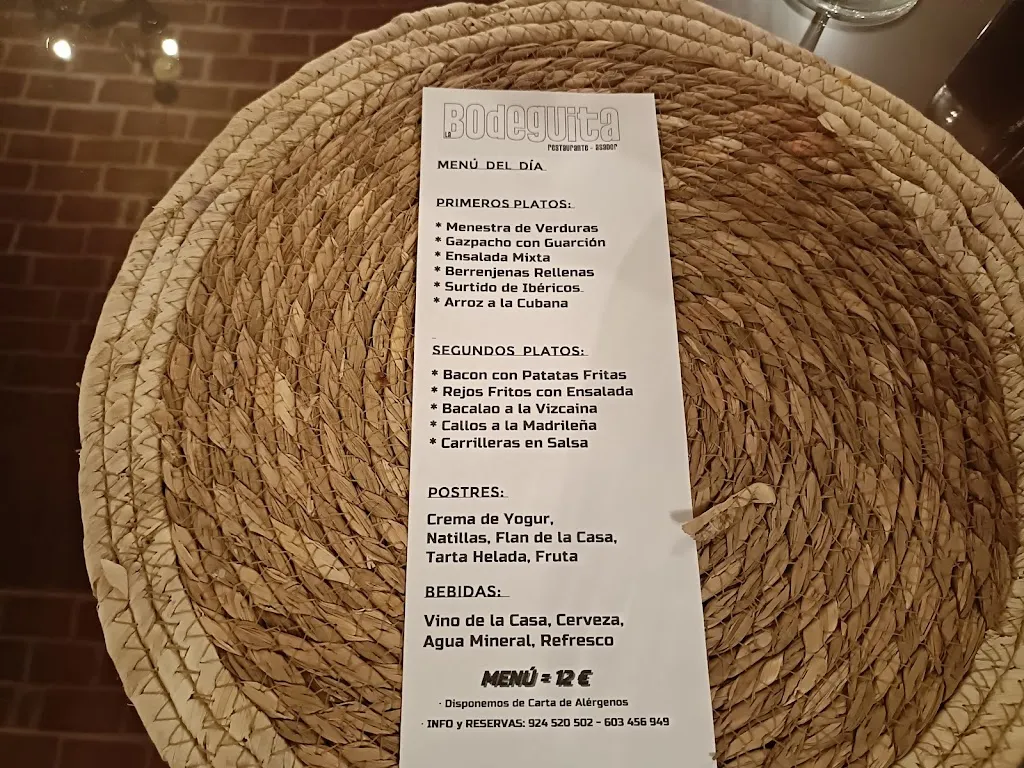 LA BodeguitA
restaurante - asador
MENÚ DEL DÍA
PRIMEROS PLATOS:
* Menestra de Verduras
* Gazpacho con Guarción
* Ensalada Mixta
* Berrenjenas Rellenas
* Surtido de Ibéricos
* Arroz a la Cubana
SEGUNDOS PLATOS:
* Bacon con Patatas Fritas
* Rejos Fritos con Ensalada
* Bacalao a la Vizcaina
* Callos a la Madrileña
* Carrilleras en Salsa
POSTRES:
Crema de Yogur,
Natillas, Flan de la Casa,
Tarta Helada, Fruta
BEBIDAS:
Vino de la Casa, Cerveza,
Agua Mineral, Refresco
MENÚ = 12 €
· Disponemos de Carta de Alérgenos
· INFO y RESERVAS: 924 520 502 - 603 456 949